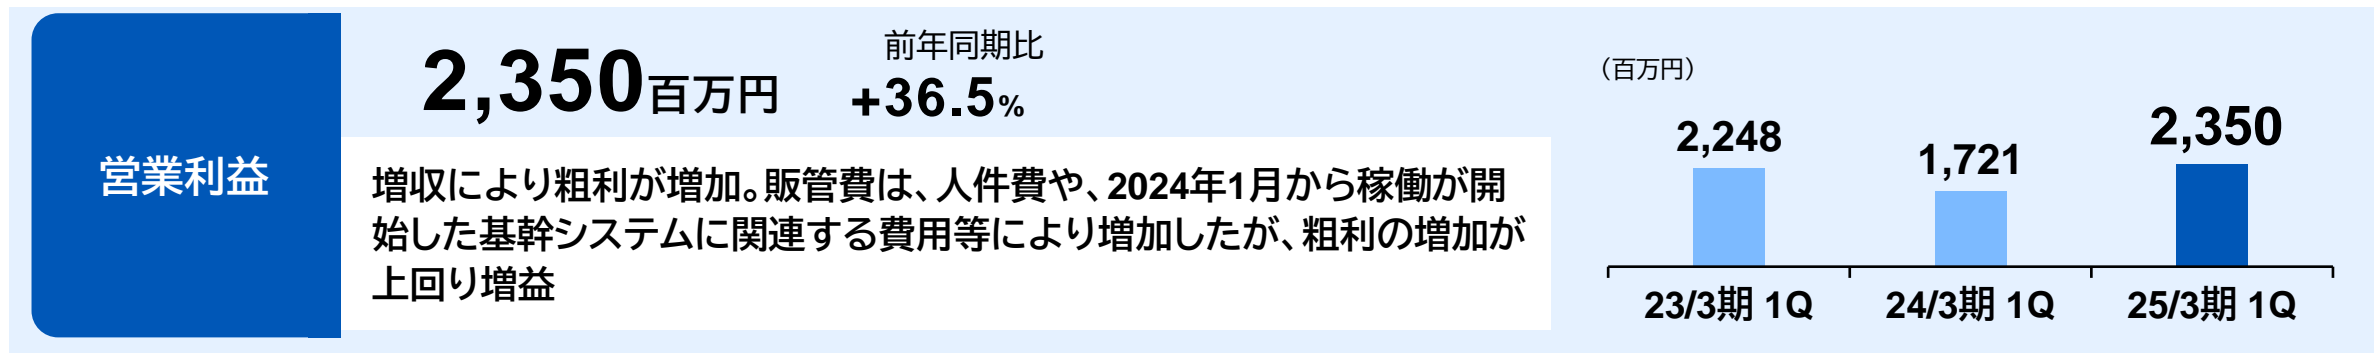 営業利益
2,350百万円
前年同期比
+36.5%
増収により粗利が増加。販管費は、人件費や、2024年1月から稼働が開
始した基幹システムに関連する費用等により増加したが、粗利の増加が
上回り増益
（百万円）
2,248
1,721
2,350
23/3期 1Q
24/3期 1Q
25/3期 1Q